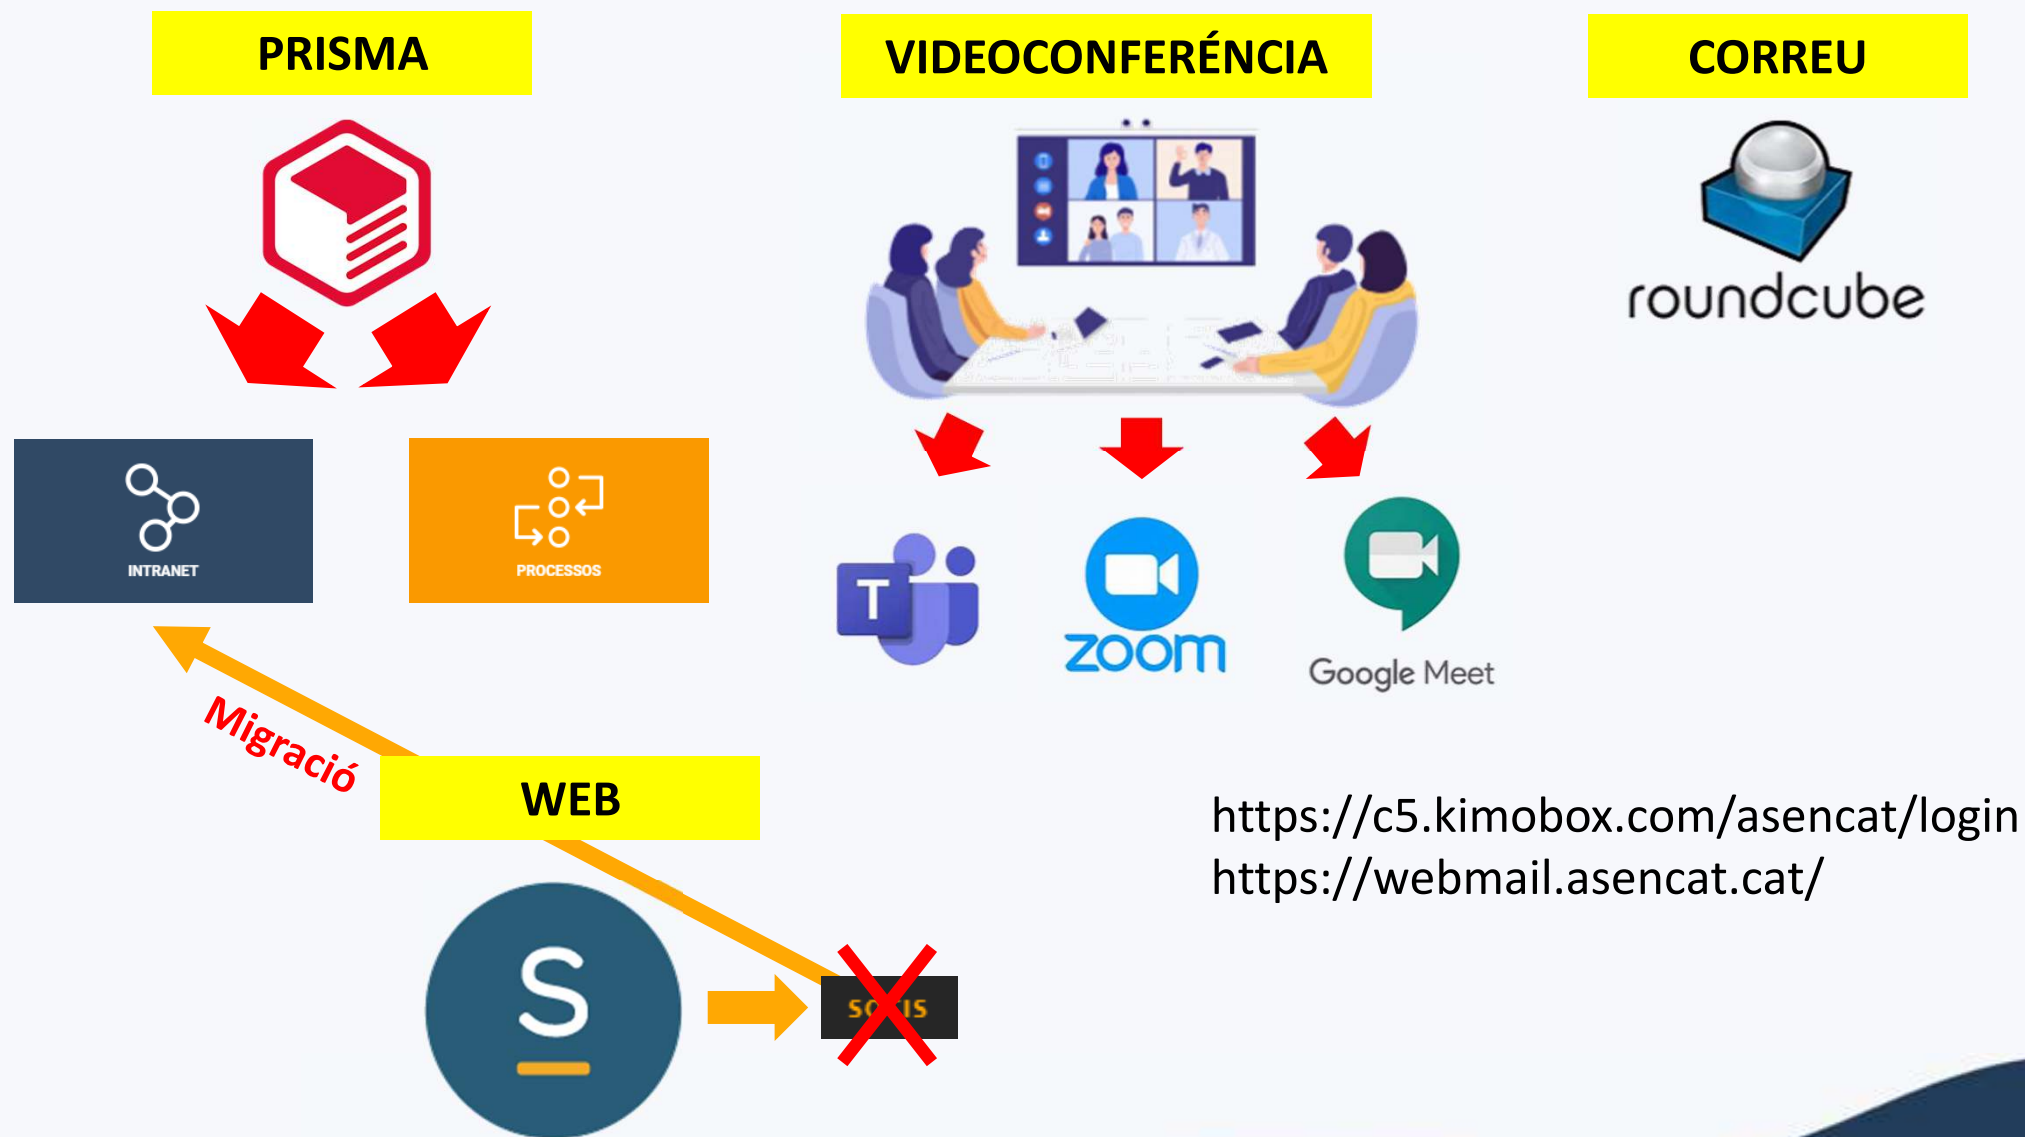 PRISMA
VIDEOCONFERÉNCIA
CORREU
roundcube
INTRANET
PROCESSOS
T
zoom
Google Meet
Migració
WEB
https://c5.kimobox.com/asencat/login
https://webmail.asencat.cat/
S